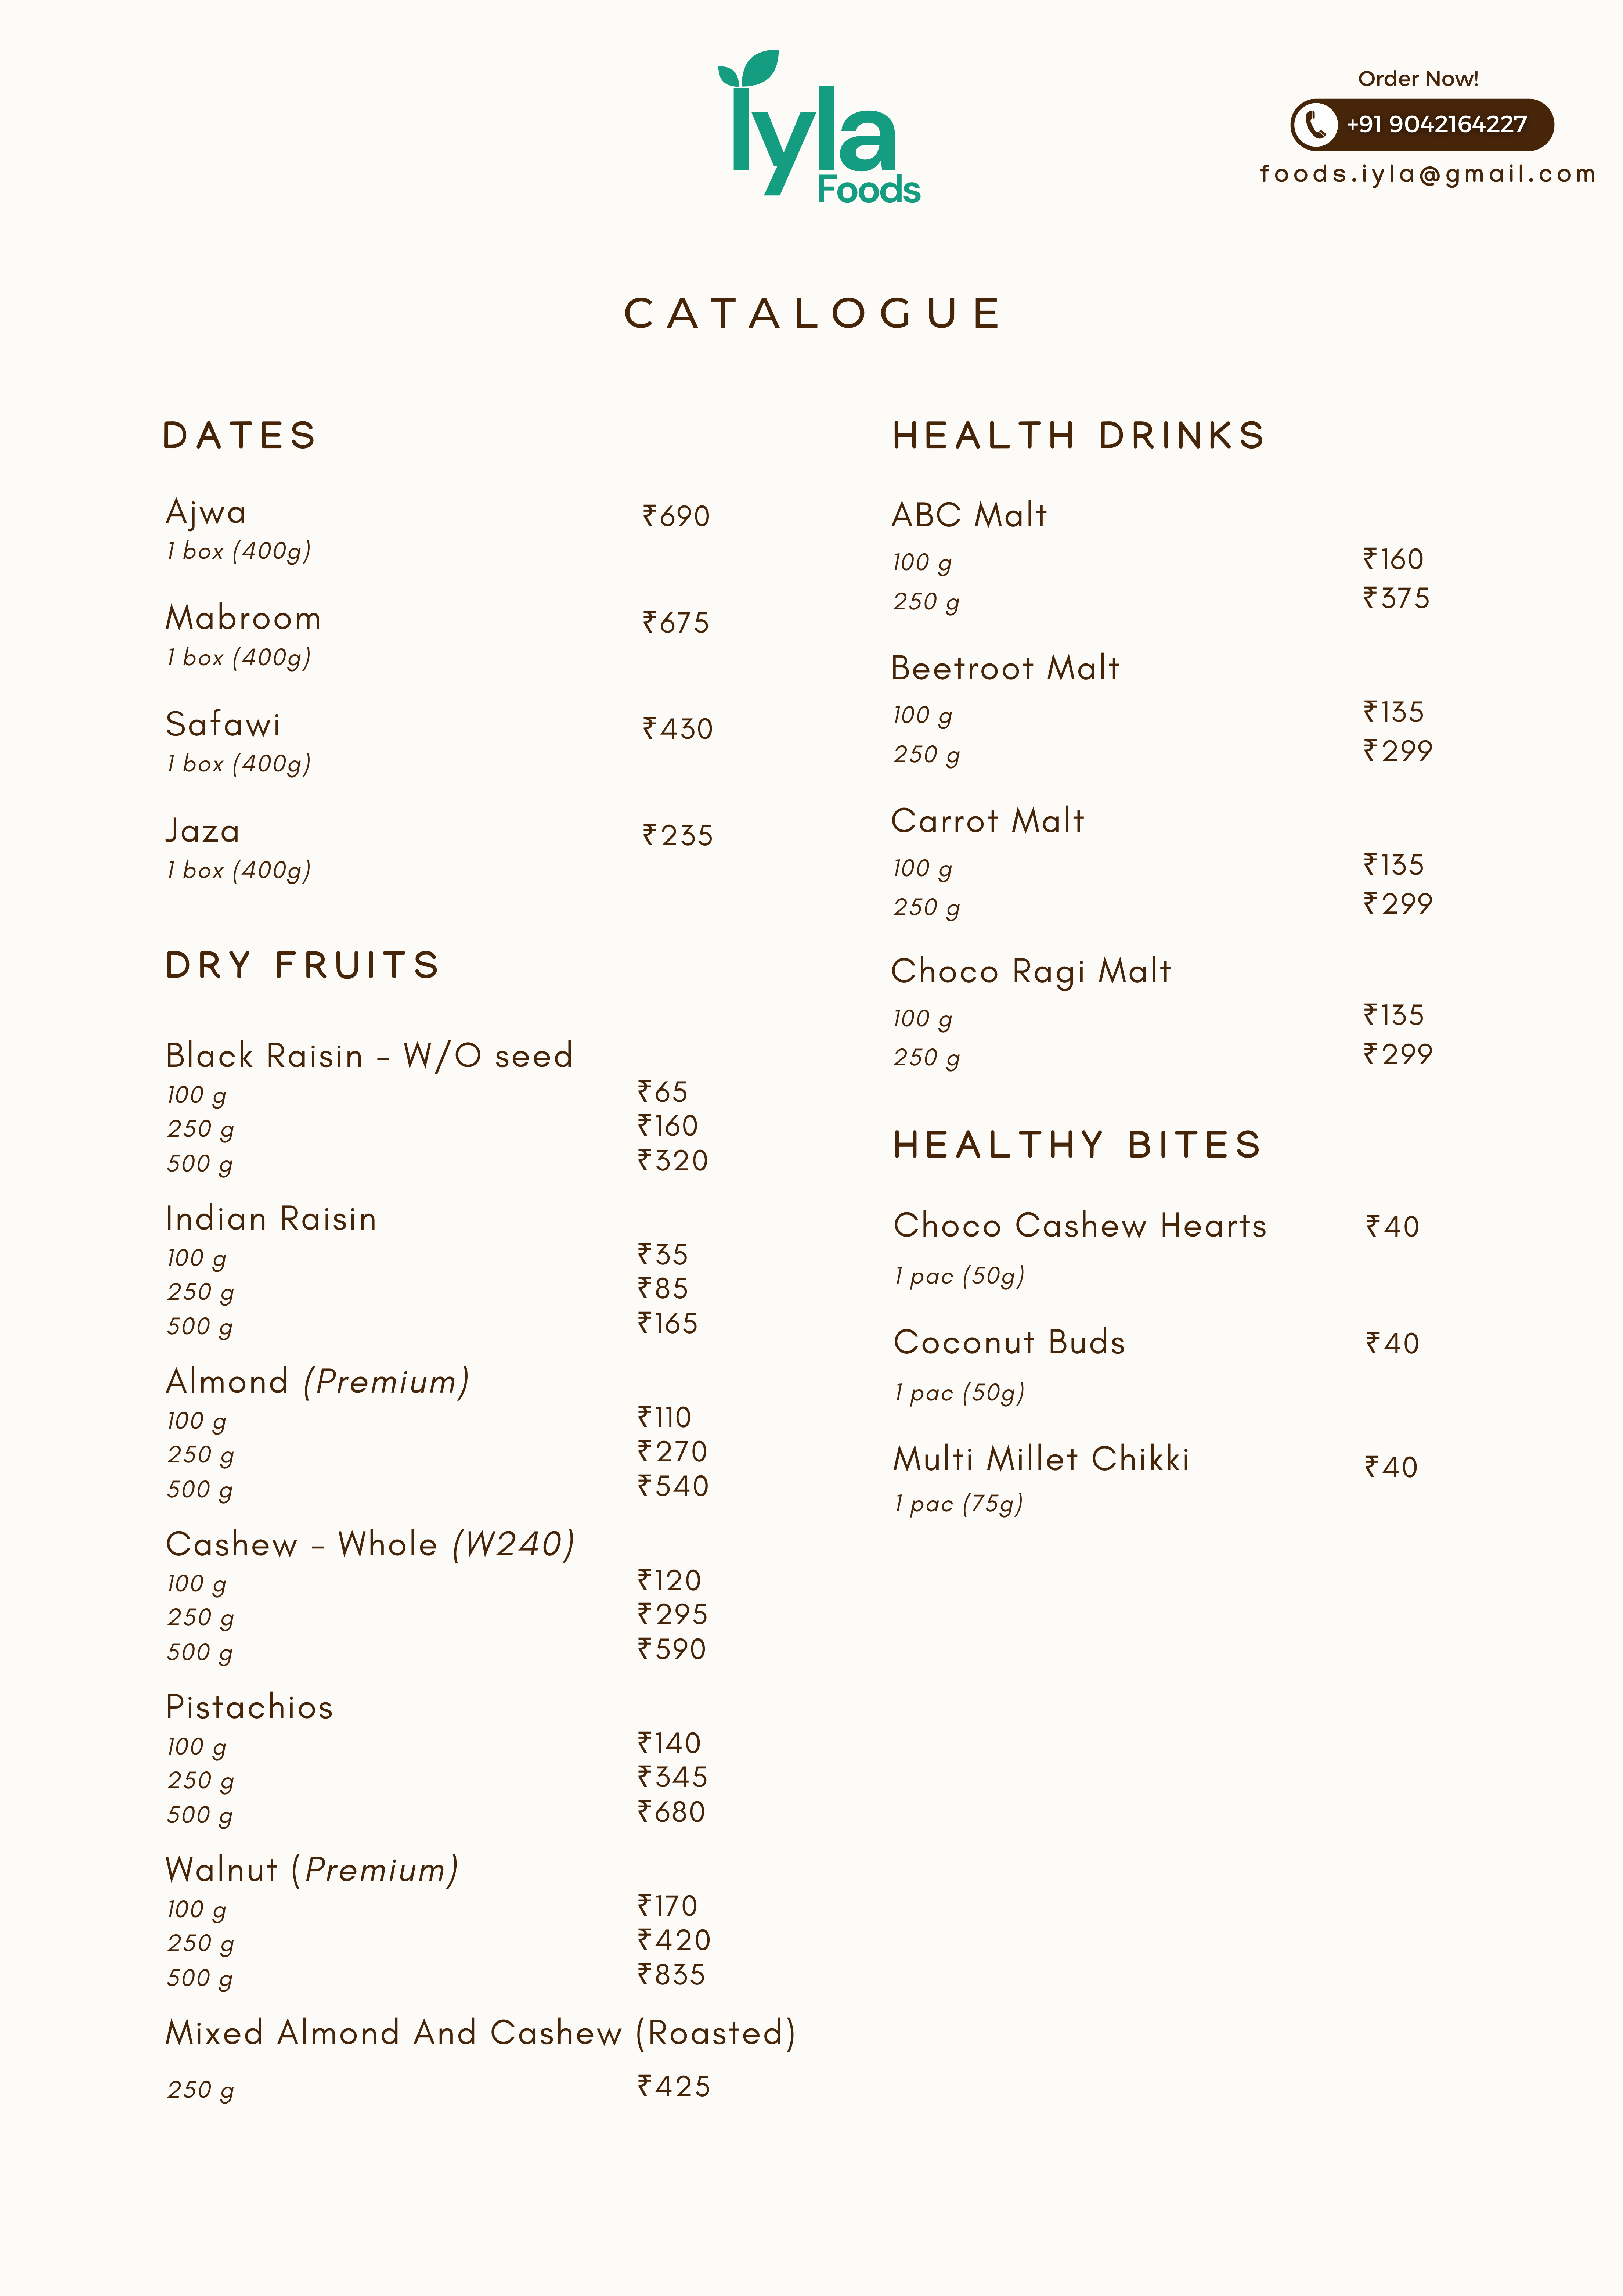 Iyla
Foods
Order Now!
+91 9042164227
foods.iyla@gmail.com
CATALOGUE
DATES
Ajwa ₹690
1 box (400g)
Mabroom ₹675
1 box (400g)
Safawi ₹430
1 box (400g)
Jaza ₹235
1 box (400g)
DRY FRUITS
Black Raisin - W/O seed
100 g ₹65
250 g ₹160
500 g ₹320
Indian Raisin
100 g ₹35
250 g ₹85
500 g ₹165
Almond (Premium)
100 g ₹110
250 g ₹270
500 g ₹540
Cashew - Whole (W240)
100 g ₹120
250 g ₹295
500 g ₹590
Pistachios
100 g ₹140
250 g ₹345
500 g ₹680
Walnut (Premium)
100 g ₹170
250 g ₹420
500 g ₹835
Mixed Almond And Cashew (Roasted)
250 g ₹425
HEALTH DRINKS
ABC Malt
100 g ₹160
250 g ₹375
Beetroot Malt
100 g ₹135
250 g ₹299
Carrot Malt
100 g ₹135
250 g ₹299
Choco Ragi Malt
100 g ₹135
250 g ₹299
HEALTHY BITES
Choco Cashew Hearts ₹40
1 pac (50g)
Coconut Buds ₹40
1 pac (50g)
Multi Millet Chikki ₹40
1 pac (75g)